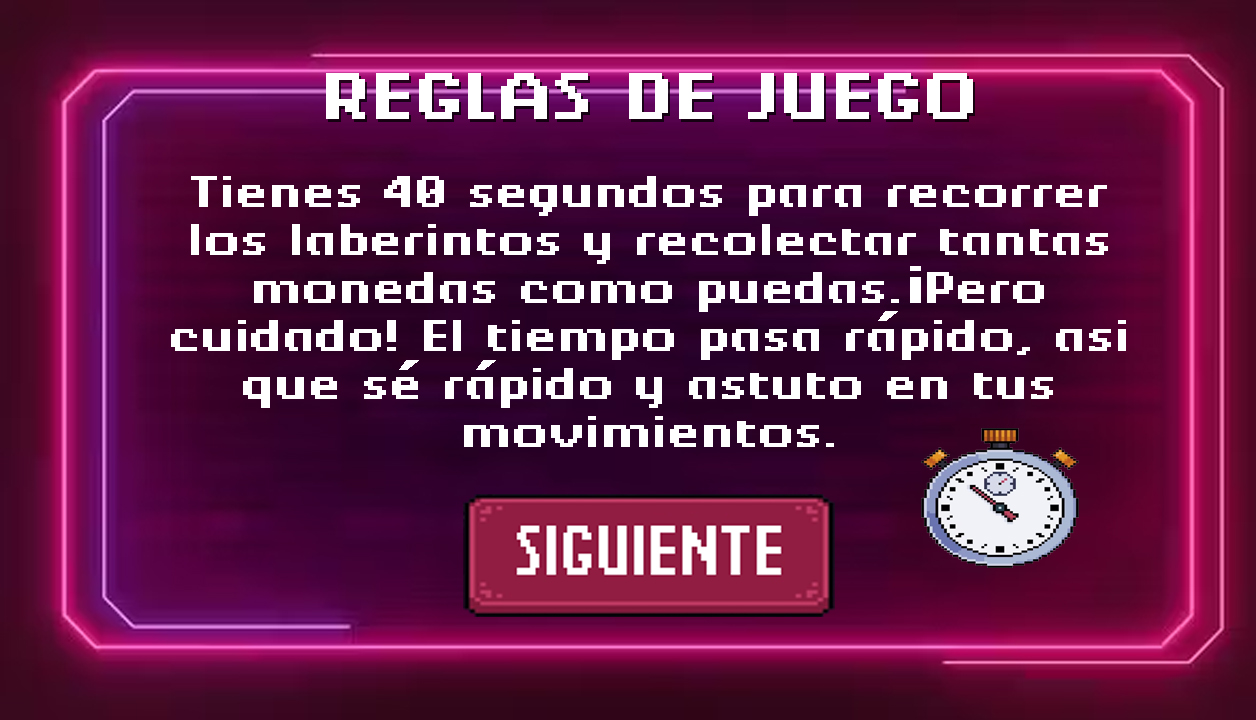 REGLAS DE JUEGO
Tienes 40 segundos para recorrer
los laberintos y recolectar tantas
monedas como puedas.¡Pero
cuidado! El tiempo pasa rápido, asi
que sé rápido y astuto en tus
movimientos.
SIGUIENTE